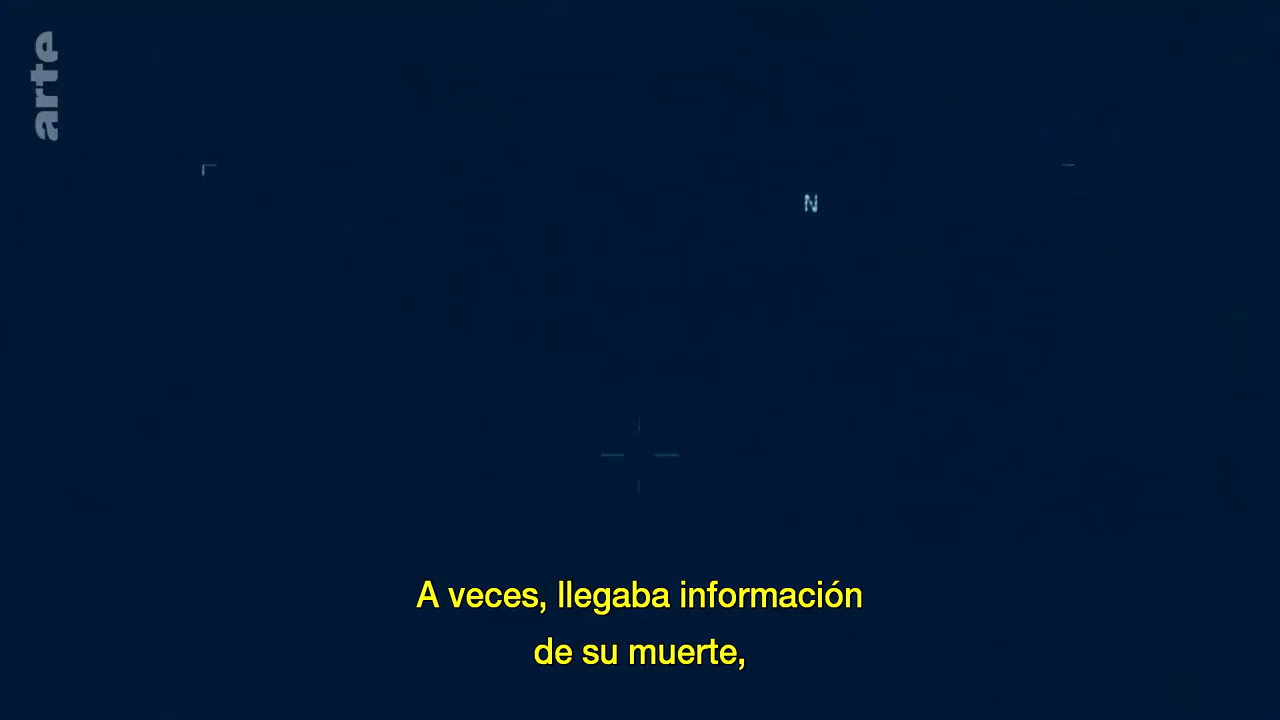 arte
N
A veces, llegaba información
de su muerte,